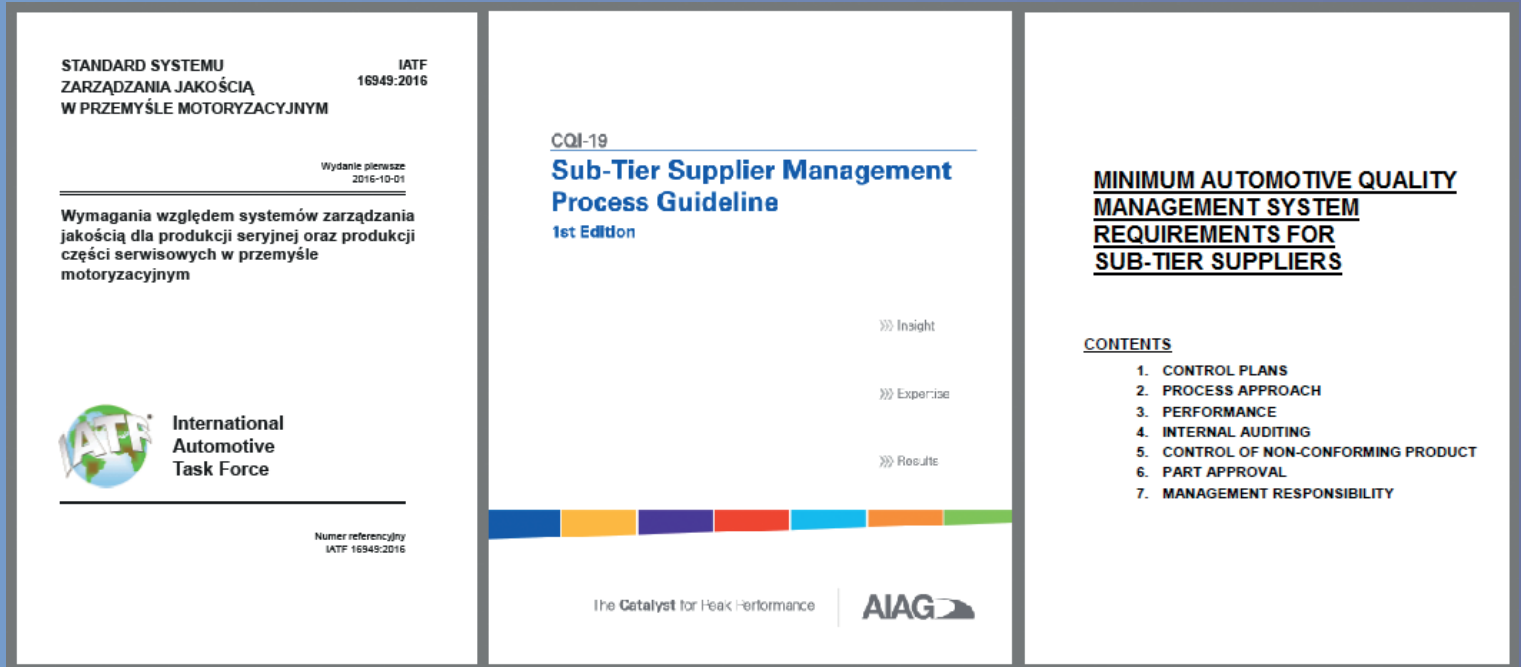 STANDARD SYSTEMU
ZARZĄDZANIA JAKOŚCIĄ
W PRZEMYŚLE MOTORYZACYJNYM
IATF
16949:2016
Wydanie pierwsze
2016-10-01
Wymagania względem systemów zarządzania
jakością dla produkcji seryjnej oraz produkcji
części serwisowych w przemyśle
motoryzacyjnym
IATF
International
Automotive
Task Force
Numer referencyjny
IATF 16949:2016
CQI-19
Sub-Tier Supplier Management
Process Guideline
1st Edition
>>> Insight
>>> Expertise
>>> Results
The Catalyst for Peak Performance
AIAG
MINIMUM AUTOMOTIVE QUALITY
MANAGEMENT SYSTEM
REQUIREMENTS FOR
SUB-TIER SUPPLIERS
CONTENTS
1. CONTROL PLANS
2. PROCESS APPROACH
3. PERFORMANCE
4. INTERNAL AUDITING
5. CONTROL OF NON-CONFORMING PRODUCT
6. PART APPROVAL
7. MANAGEMENT RESPONSIBILITY